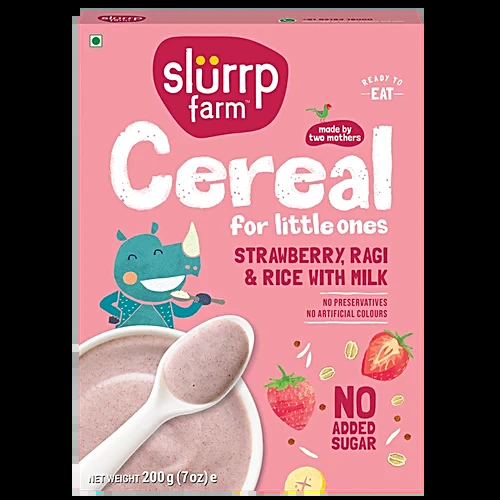 slürrp
farm™
READY TO
EAT
made by
two mothers
Cereal
for little ones
STRAWBERRY, RAGI
& RICE WITH MILK
NO PRESERVATIVES
NO ARTIFICIAL COLOURS
NO
ADDED
SUGAR
NET WEIGHT 200 g (7 oz) e